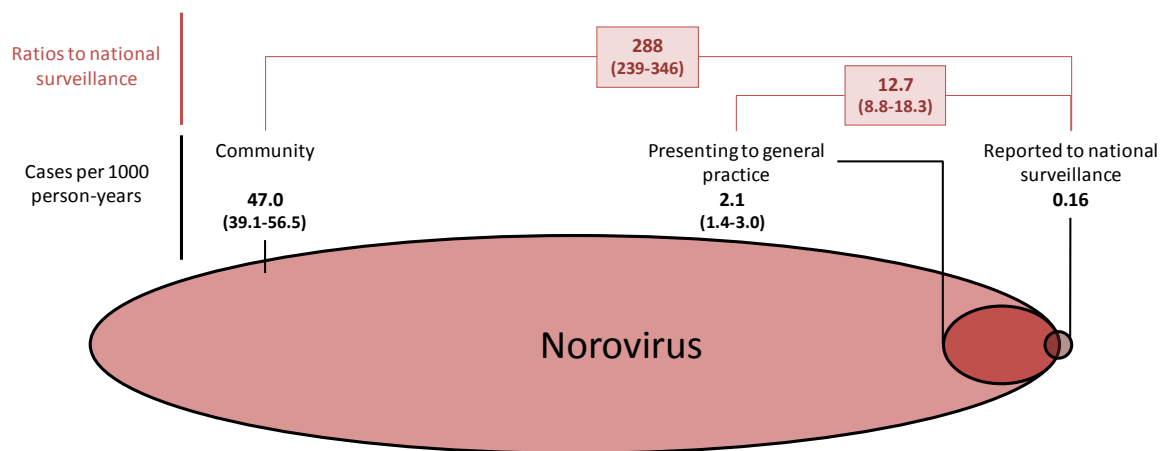 Ratios to national
surveillance
288
(239-346)
12.7
(8.8-18.3)
Cases per 1000
person-years
Community
47.0
(39.1-56.5)
Presenting to general
practice
2.1
(1.4-3.0)
Reported to national
surveillance
0.16
Norovirus